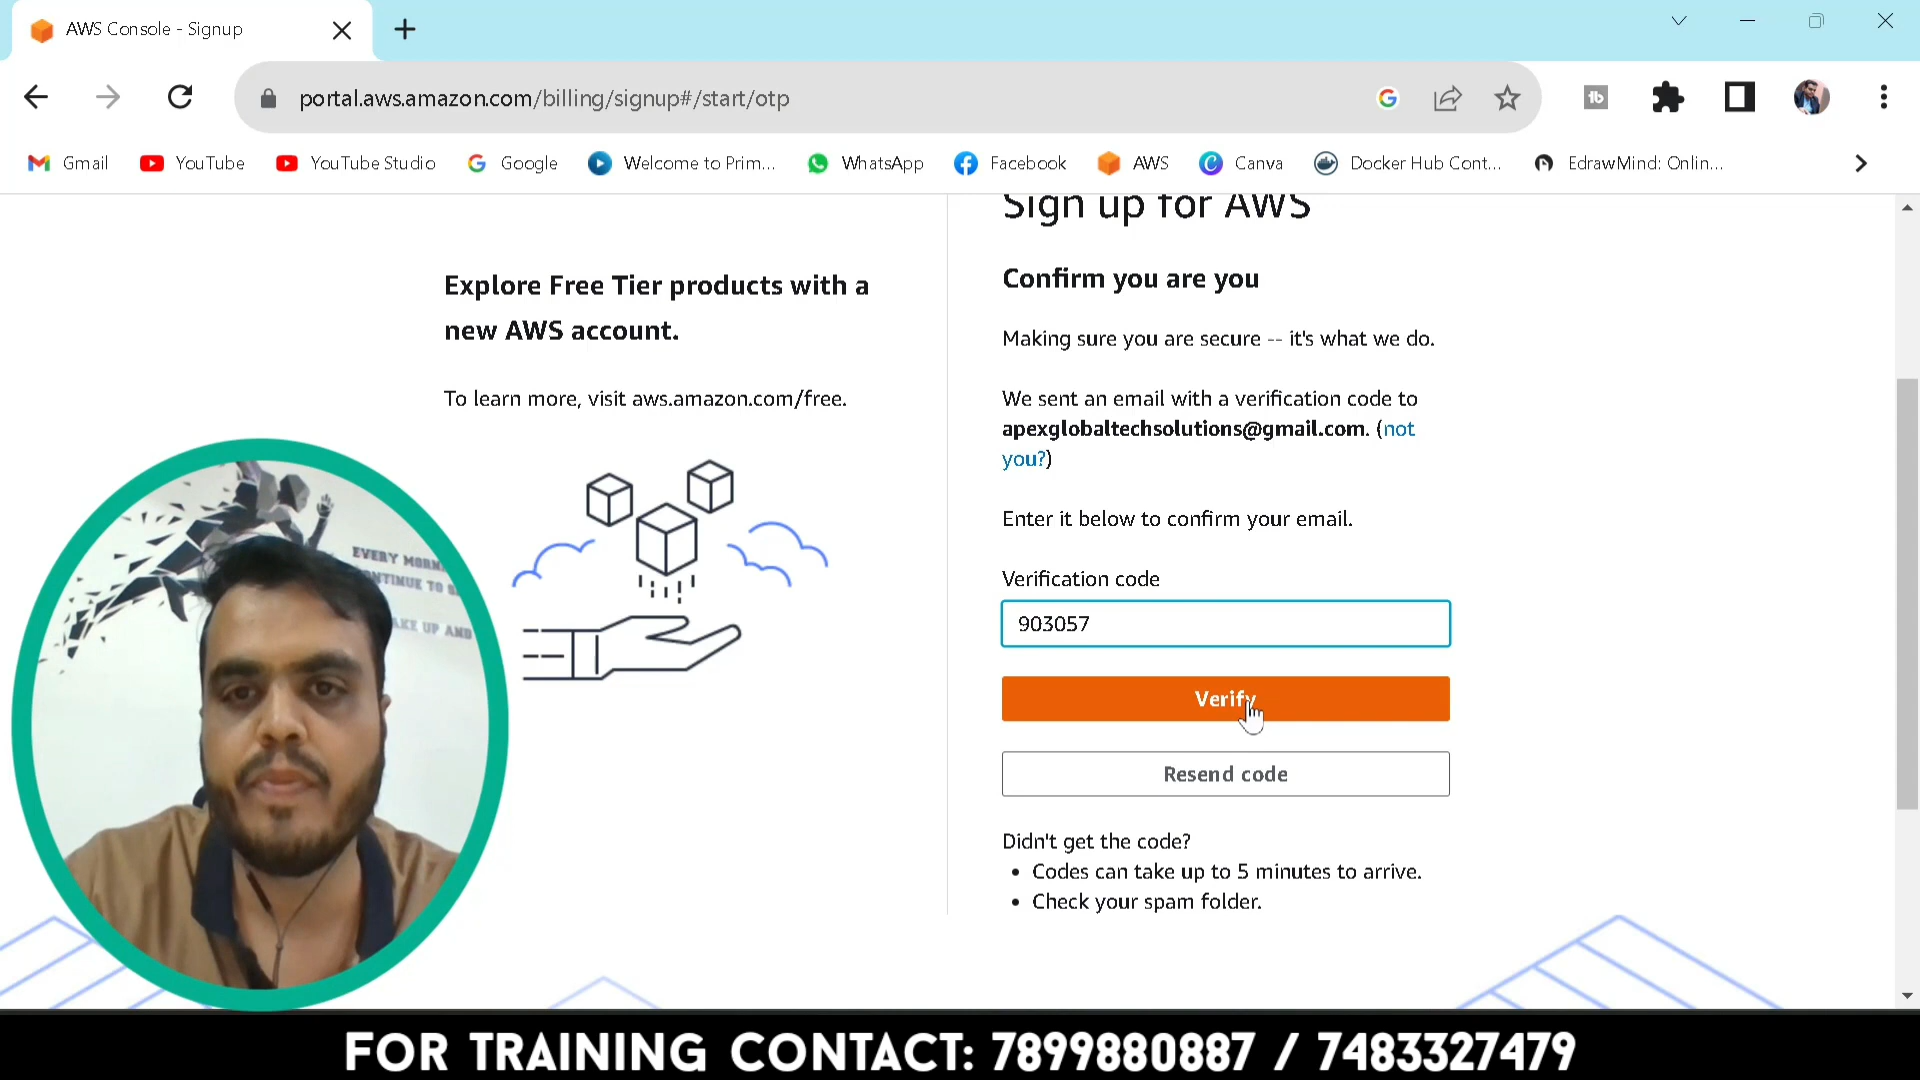 AWS Console - Signup
portal.aws.amazon.com/billing/signup#/start/otp
Gmail YouTube YouTube Studio Google Welcome to Prim... WhatsApp Facebook AWS Canva Docker Hub Cont... EdrawMind: Onlin...
Explore Free Tier products with a
new AWS account.
To learn more, visit aws.amazon.com/free.
EVERY MORN
NTINUE TO S
AKE UP AND
Sign up for AWS
Confirm you are you
Making sure you are secure -- it's what we do.
We sent an email with a verification code to
apexglobaltechsolutions@gmail.com. (not
you?)
Enter it below to confirm your email.
Verification code
903057
Verify
Resend code
Didn't get the code?
• Codes can take up to 5 minutes to arrive.
• Check your spam folder.
FOR TRAINING CONTACT: 7899880887 / 7483327479